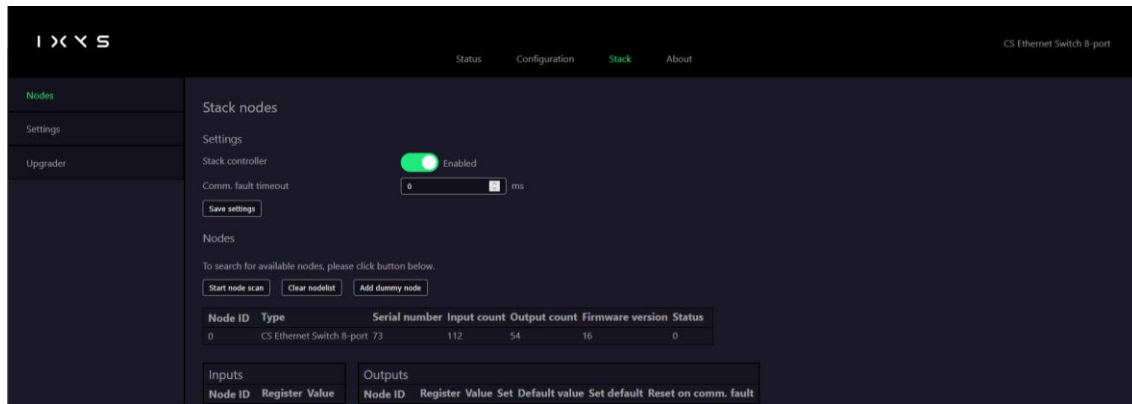 IXYS
CS Ethernet Switch 8-port
Status Configuration Stack About
Nodes
Settings
Upgrader
Stack nodes
Settings
Stack controller Enabled
Comm. fault timeout 0 ms
Save settings
Nodes
To search for available nodes, please click button below.
Start node scan Clear nodelist Add dummy node
Node ID Type Serial number Input count Output count Firmware version Status
0 CS Ethernet Switch 8-port 73 112 54 16 0
Inputs Outputs
Node ID Register Value Node ID Register Value Set Default value Set default Reset on comm. fault